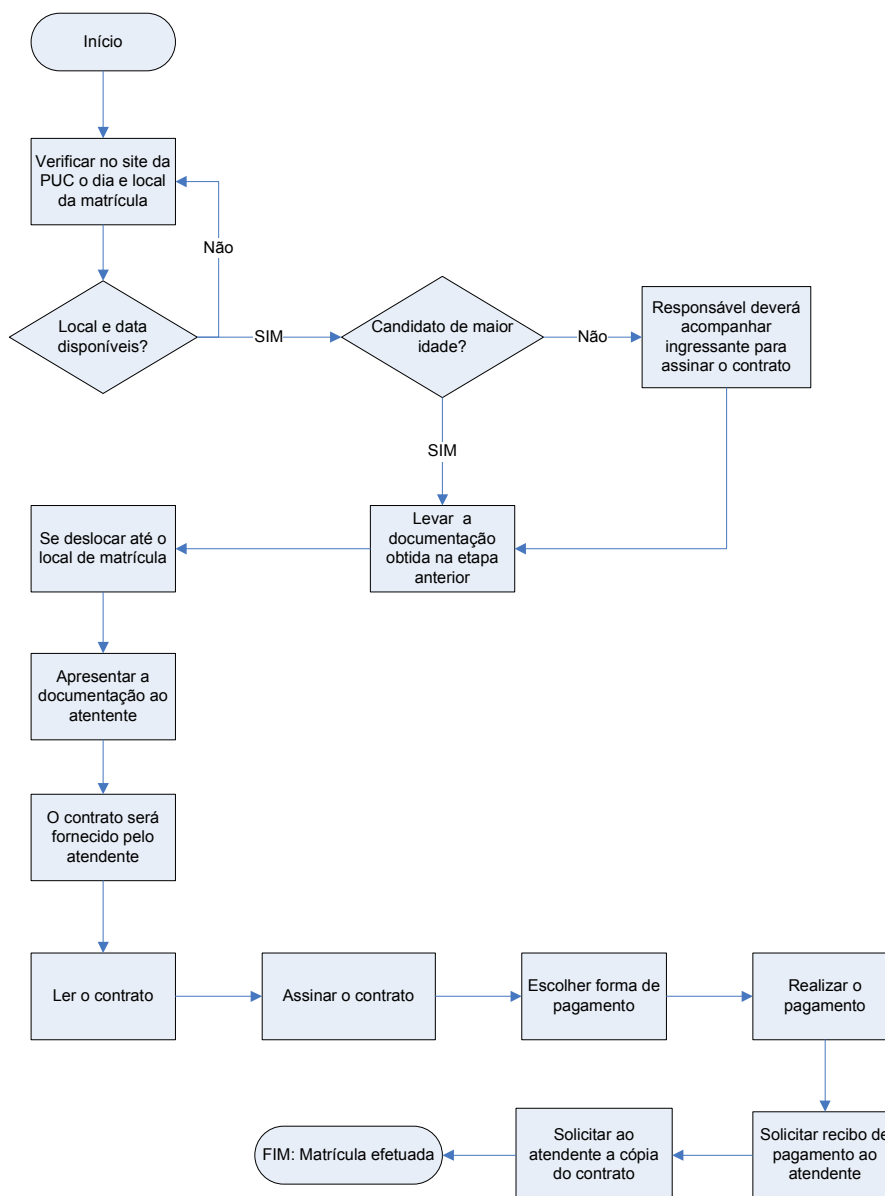 Início
Verificar no site da
PUC o dia e local
da matrícula
Não
Local e data
disponíveis?
SIM
Candidato de maior
idade?
Não
Responsável deverá
acompanhar
ingressante para
assinar o contrato
SIM
Levar a
documentação
obtida na etapa
anterior
Se deslocar até o
local de matrícula
Apresentar a
documentação ao
atentente
O contrato será
fornecido pelo
atendente
Ler o contrato
Assinar o contrato
Escolher forma de
pagamento
Realizar o
pagamento
Solicitar recibo de
pagamento ao
atendente
Solicitar ao
atendente a cópia
do contrato
FIM: Matrícula efetuada